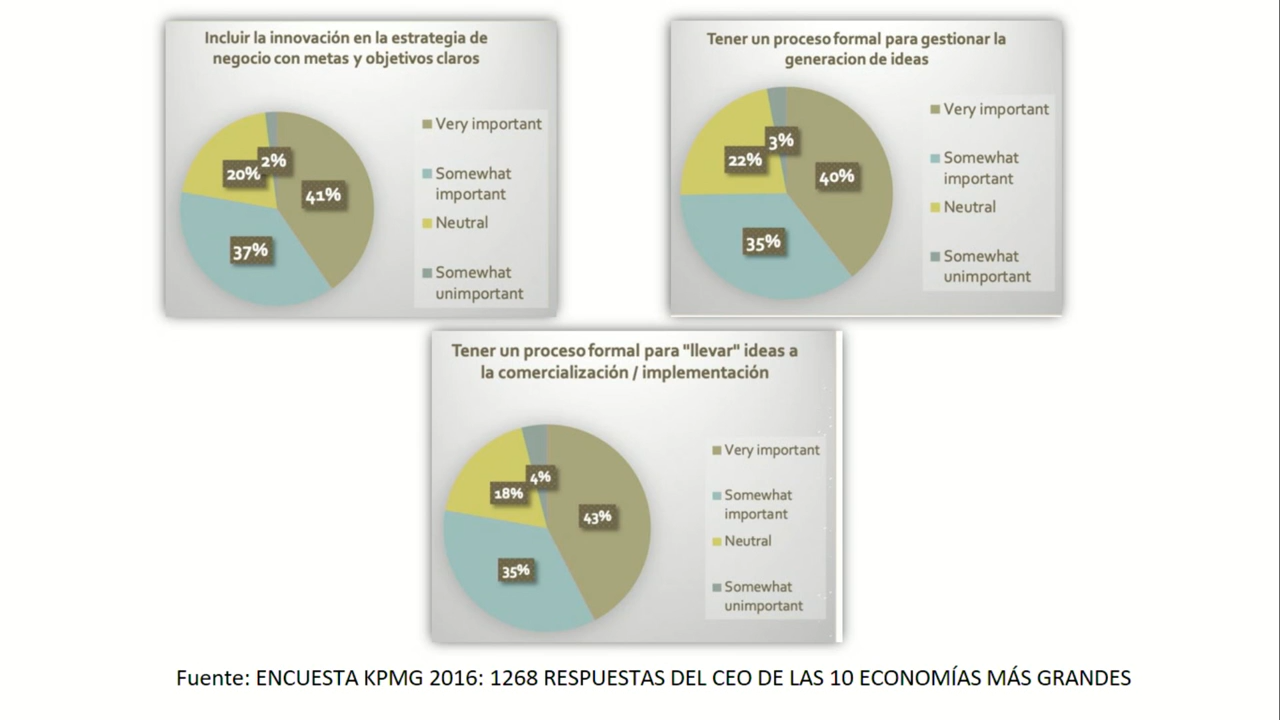 Incluir la innovación en la estrategia de
negocio con metas y objetivos claros
Very important
Somewhat
important
Neutral
Somewhat
unimportant
41%
37%
20%
2%
Tener un proceso formal para gestionar la
generacion de ideas
Very important
Somewhat
important
Neutral
Somewhat
unimportant
40%
35%
22%
3%
Tener un proceso formal para "llevar" ideas a
la comercialización / implementación
Very important
Somewhat
important
Neutral
Somewhat
unimportant
43%
35%
18%
4%
Fuente: ENCUESTA KPMG 2016: 1268 RESPUESTAS DEL CEO DE LAS 10 ECONOMÍAS MÁS GRANDES